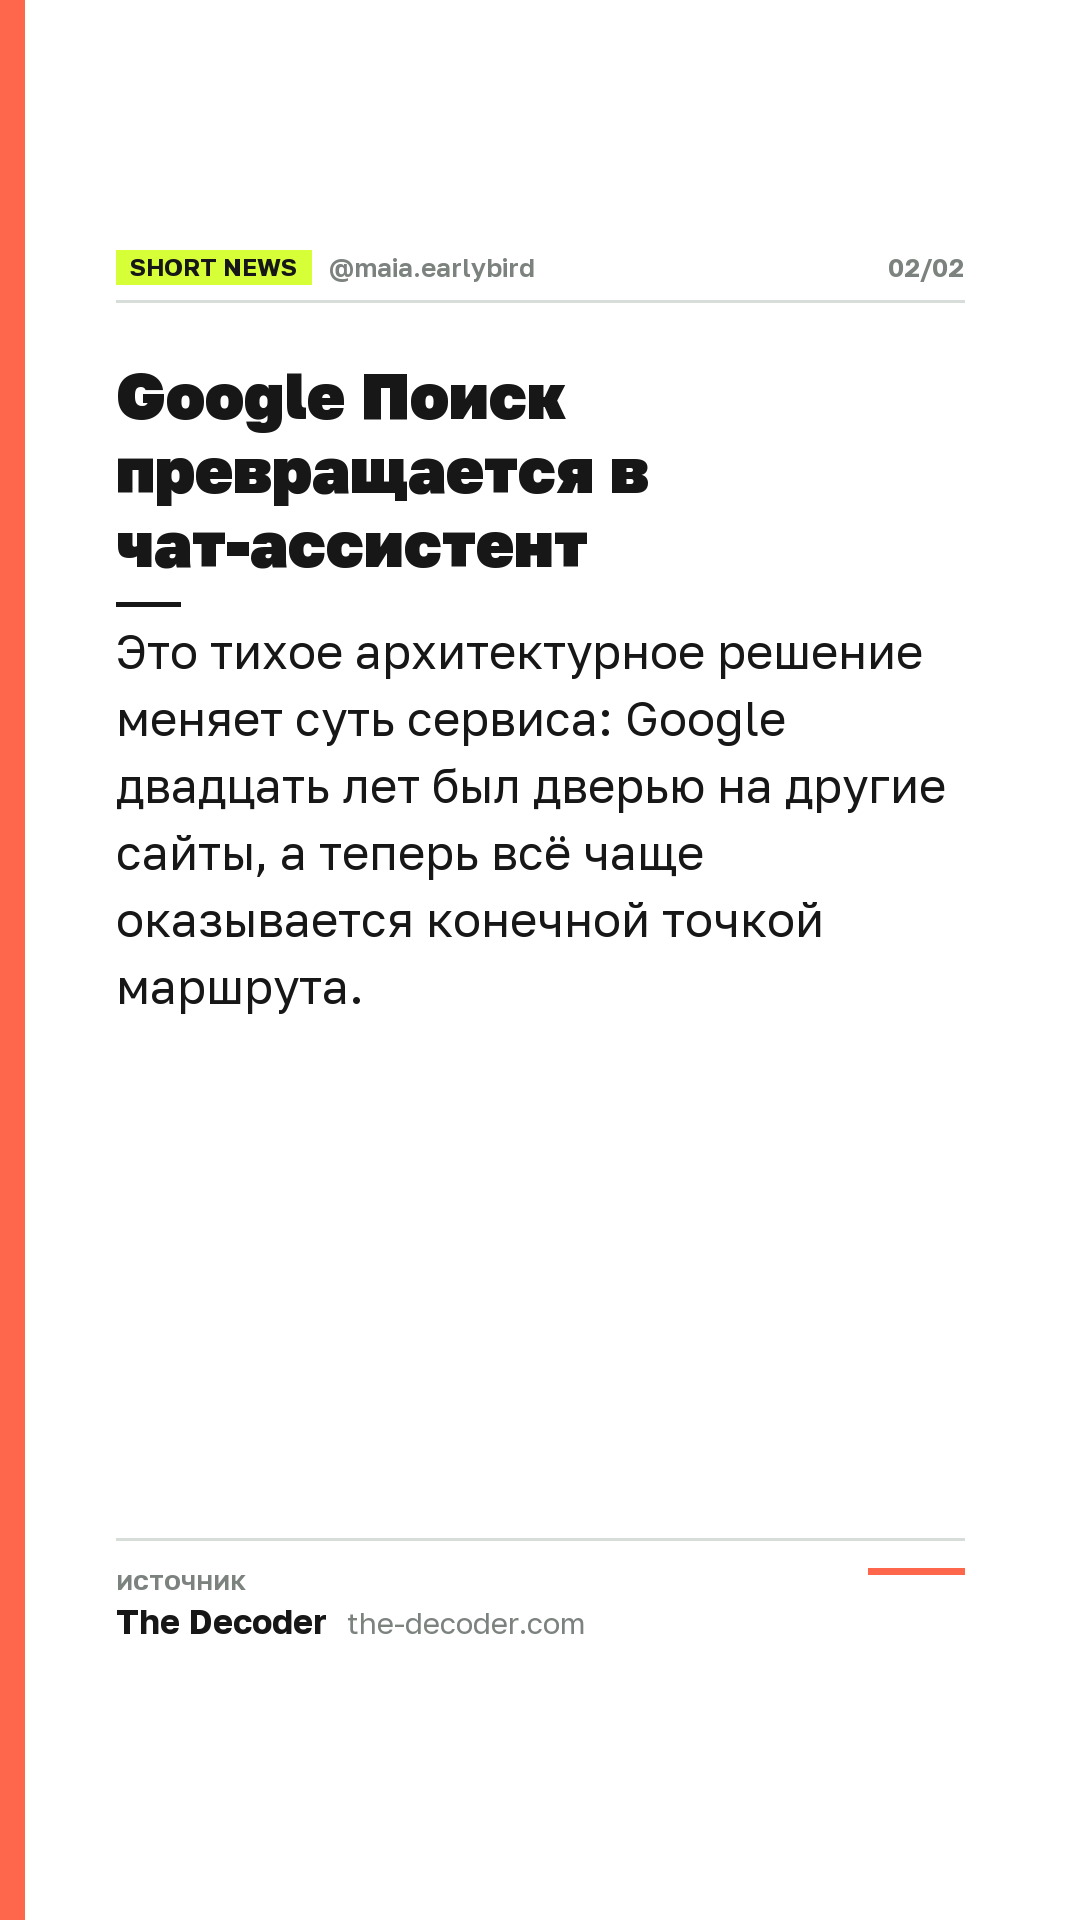 SHORT NEWS @maia.earlybird 02/02
Google Поиск
превращается в
чат-ассистент
Это тихое архитектурное решение
меняет суть сервиса: Google
двадцать лет был дверью на другие
сайты, а теперь всё чаще
оказывается конечной точкой
маршрута.
источник
The Decoder the-decoder.com